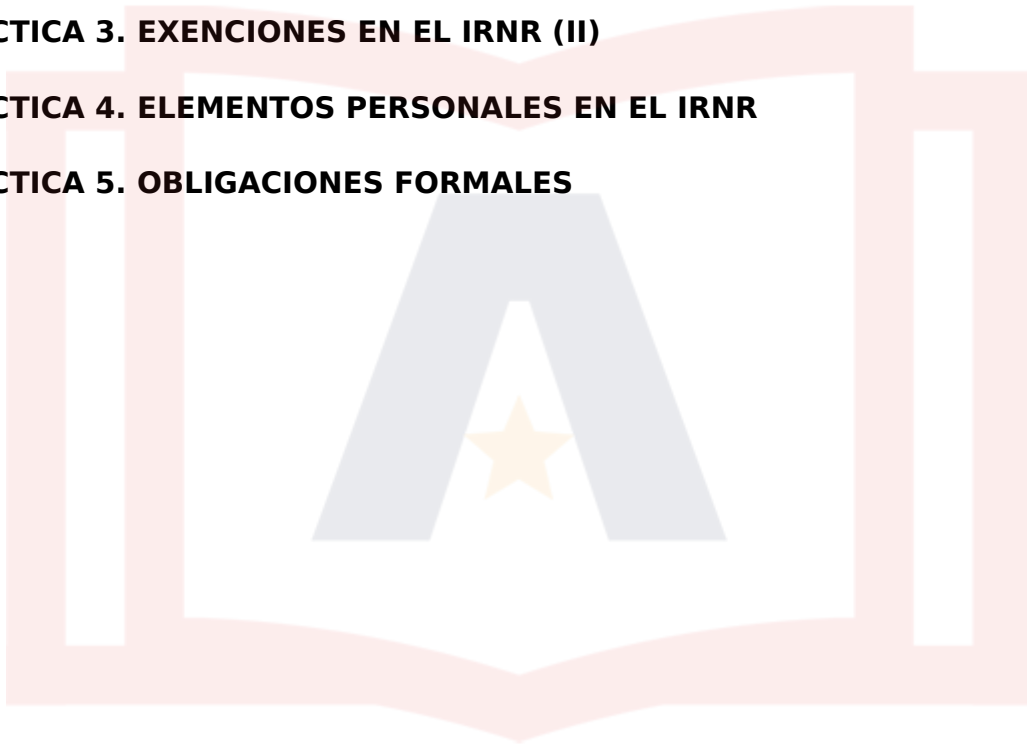 CTICA 3. EXENCIONES EN EL IRNR (II)
CTICA 4. ELEMENTOS PERSONALES EN EL IRNR
CTICA 5. OBLIGACIONES FORMALES